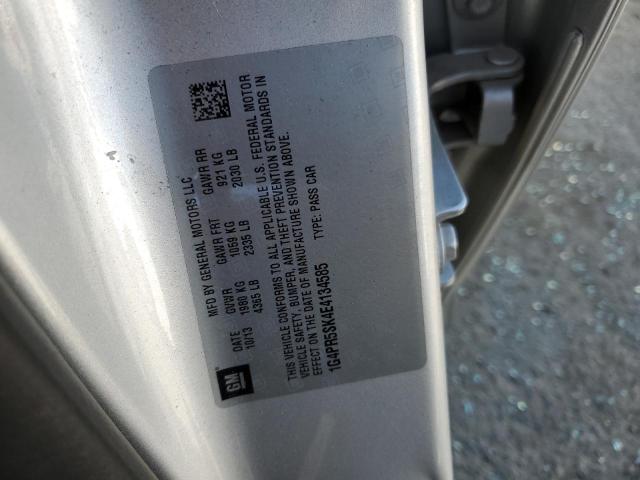 MFD BY GENERAL MOTORS LLC
DATE GVWR GAWR FRT GAWR RR
10/13 1980 KG 1059 KG 921 KG
4365 LB 2335 LB 2030 LB
GM
THIS VEHICLE CONFORMS TO ALL APPLICABLE U.S. FEDERAL MOTOR
VEHICLE SAFETY, BUMPER, AND THEFT PREVENTION STANDARDS IN
EFFECT ON THE DATE OF MANUFACTURE SHOWN ABOVE.
1G4PR5SK4E4134585 TYPE: PASS CAR